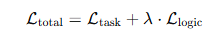 ℒ_total = ℒ_task + λ · ℒ_logic